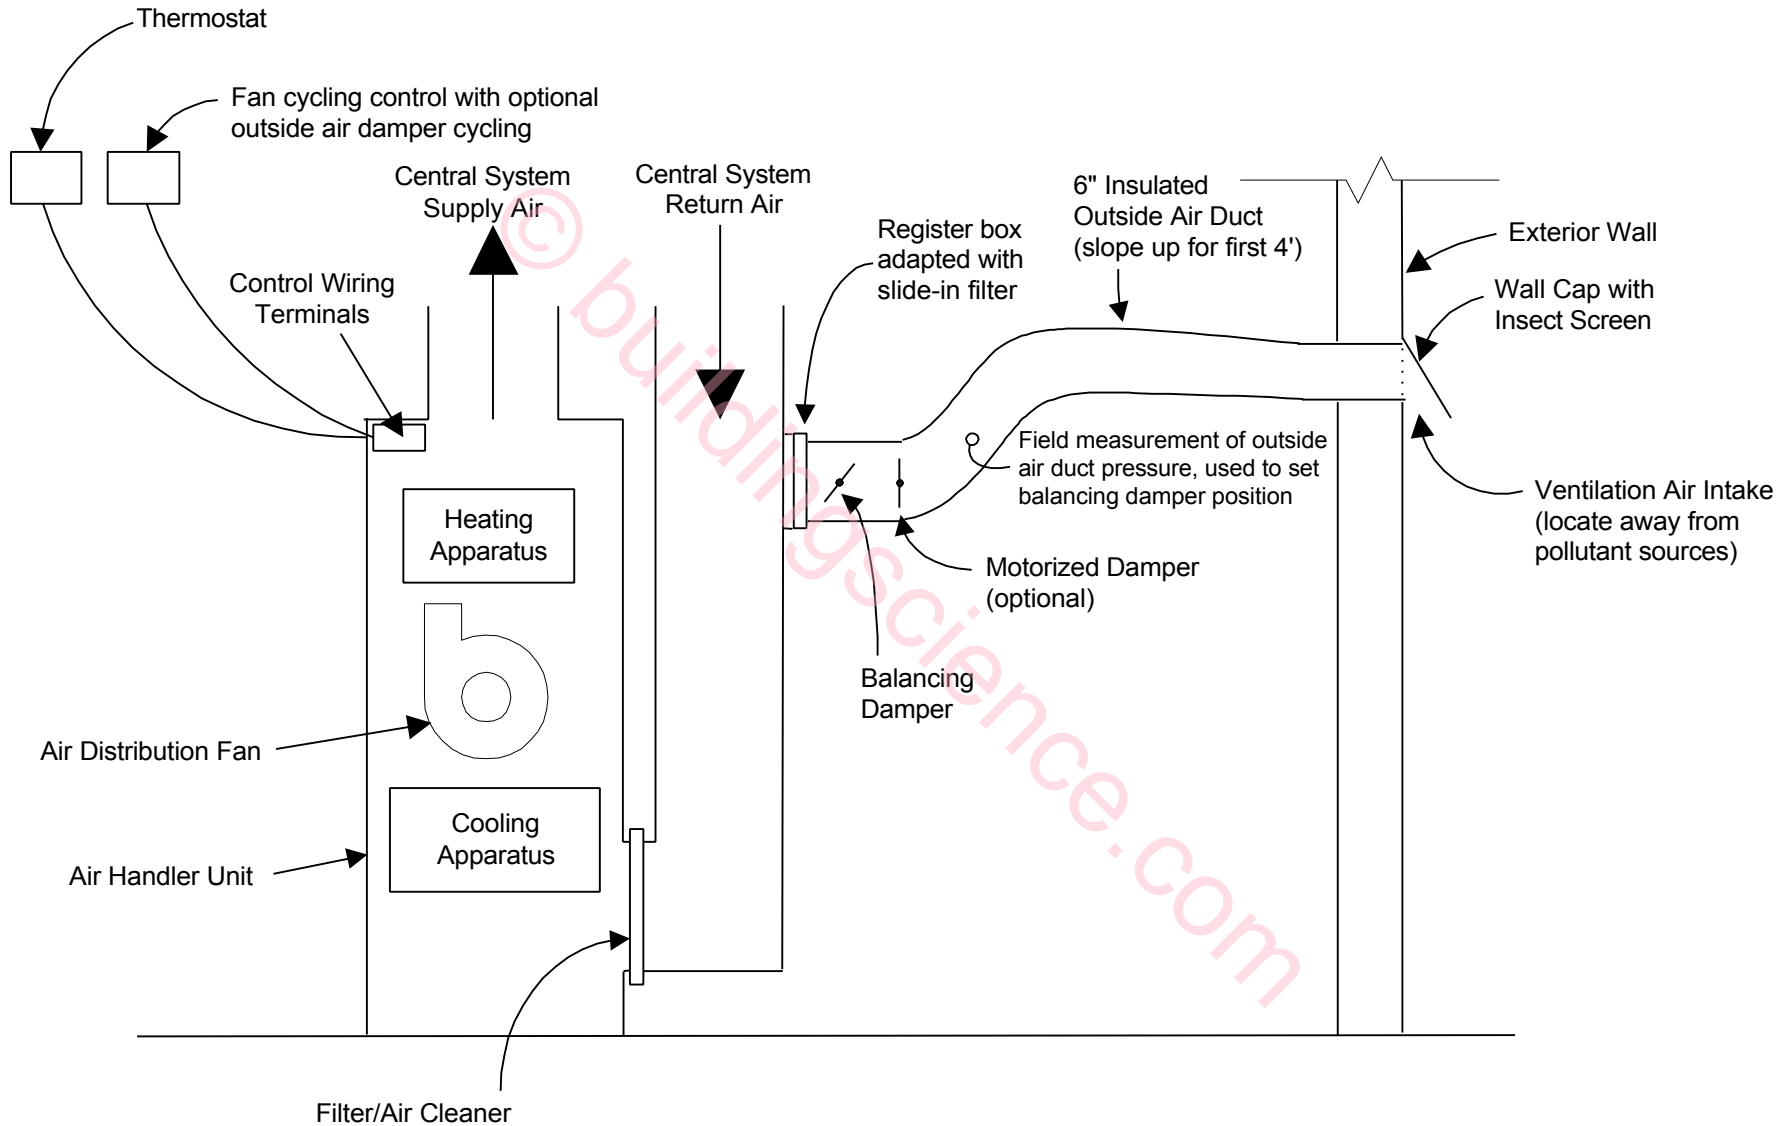 Thermostat
Fan cycling control with optional
outside air damper cycling
Central System
Supply Air
Central System
Return Air
Register box
adapted with
slide-in filter
6" Insulated
Outside Air Duct
(slope up for first 4')
Exterior Wall
Wall Cap with
Insect Screen
Control Wiring
Terminals
Field measurement of outside
air duct pressure, used to set
balancing damper position
Ventilation Air Intake
(locate away from
pollutant sources)
Heating
Apparatus
Motorized Damper
(optional)
Balancing
Damper
Air Distribution Fan
Cooling
Apparatus
Air Handler Unit
Filter/Air Cleaner
© buildingscience.com